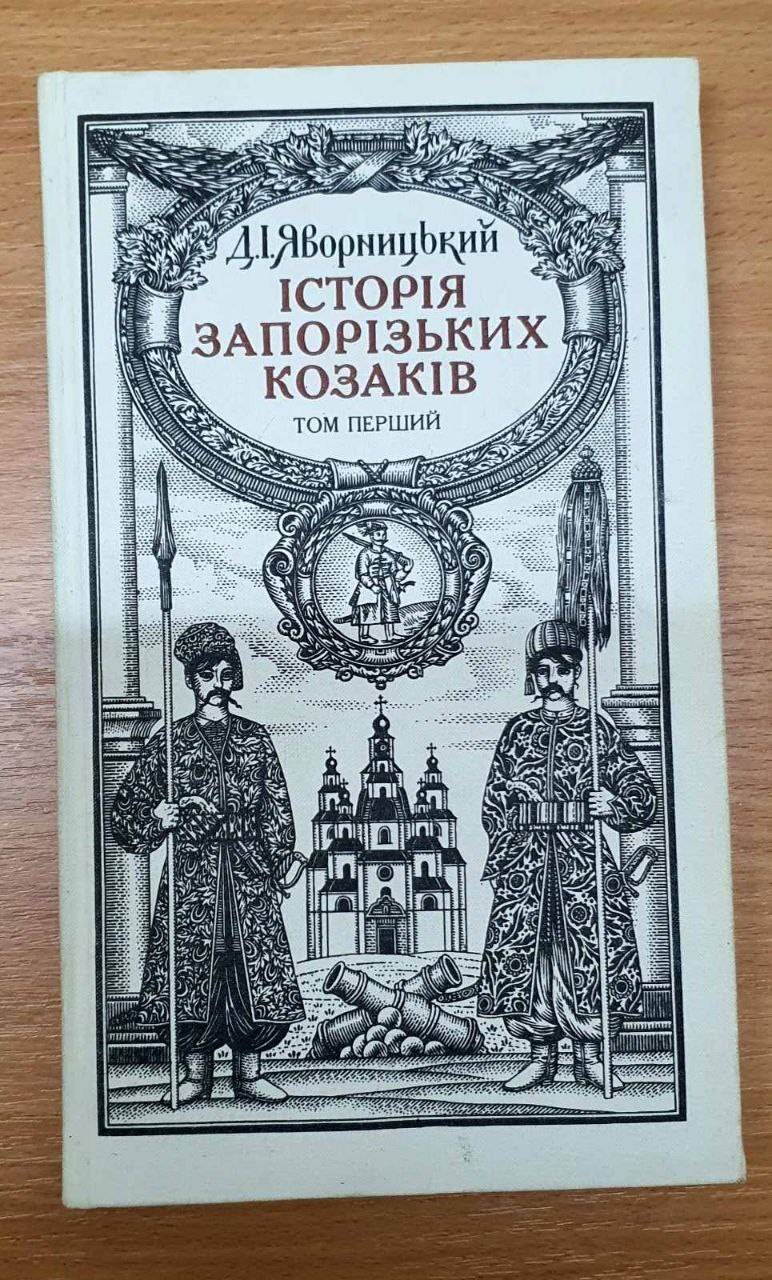 Д.І.Яворницький
ІСТОРІЯ
ЗАПОРІЗЬКИХ
КОЗАКІВ
ТОМ ПЕРШИЙ